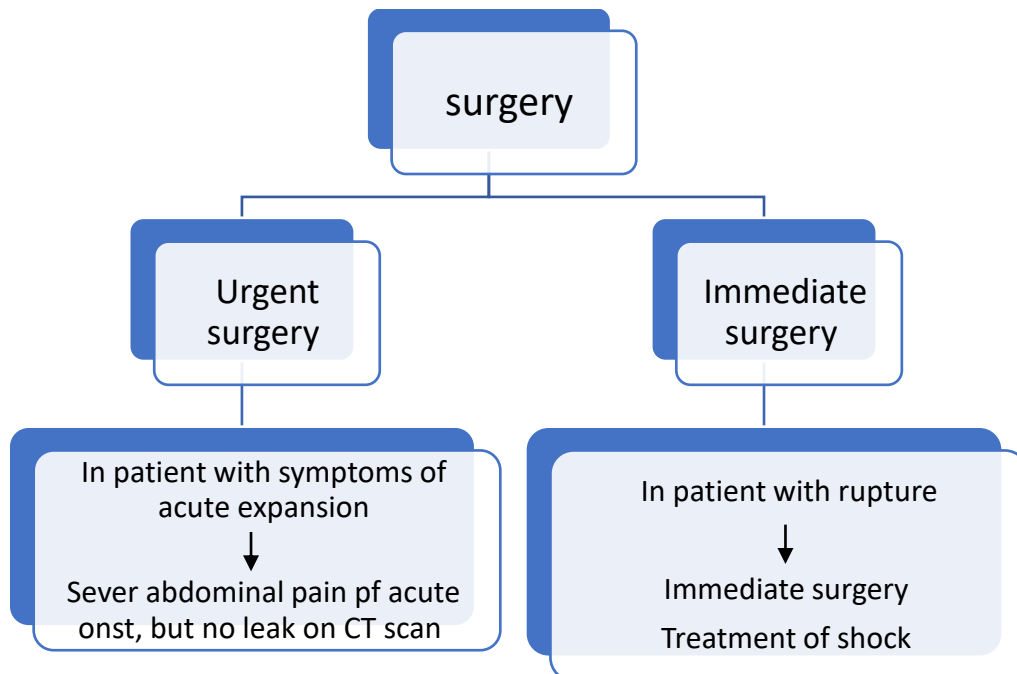 surgery
Urgent
surgery
Immediate
surgery
In patient with symptoms of
acute expansion
Sever abdominal pain pf acute
onst, but no leak on CT scan
In patient with rupture
Immediate surgery
Treatment of shock